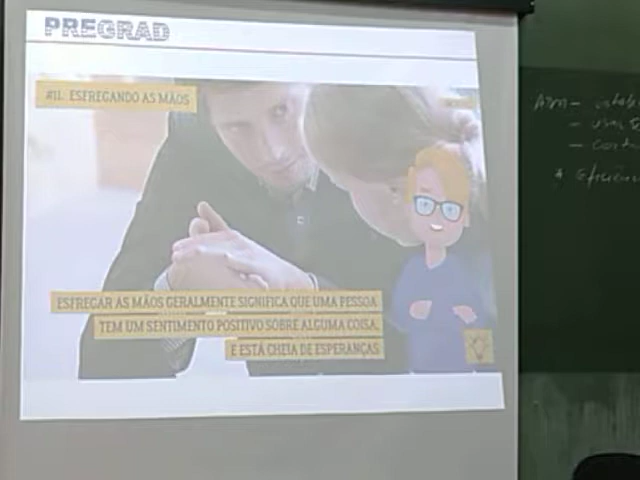 PREGRAD
#11. ESFREGANDO AS MÃOS
ESFREGAR AS MÃOS GERALMENTE SIGNIFICA QUE UMA PESSOA
TEM UM SENTIMENTO POSITIVO SOBRE ALGUMA COISA,
E ESTÁ CHEIA DE ESPERANÇAS